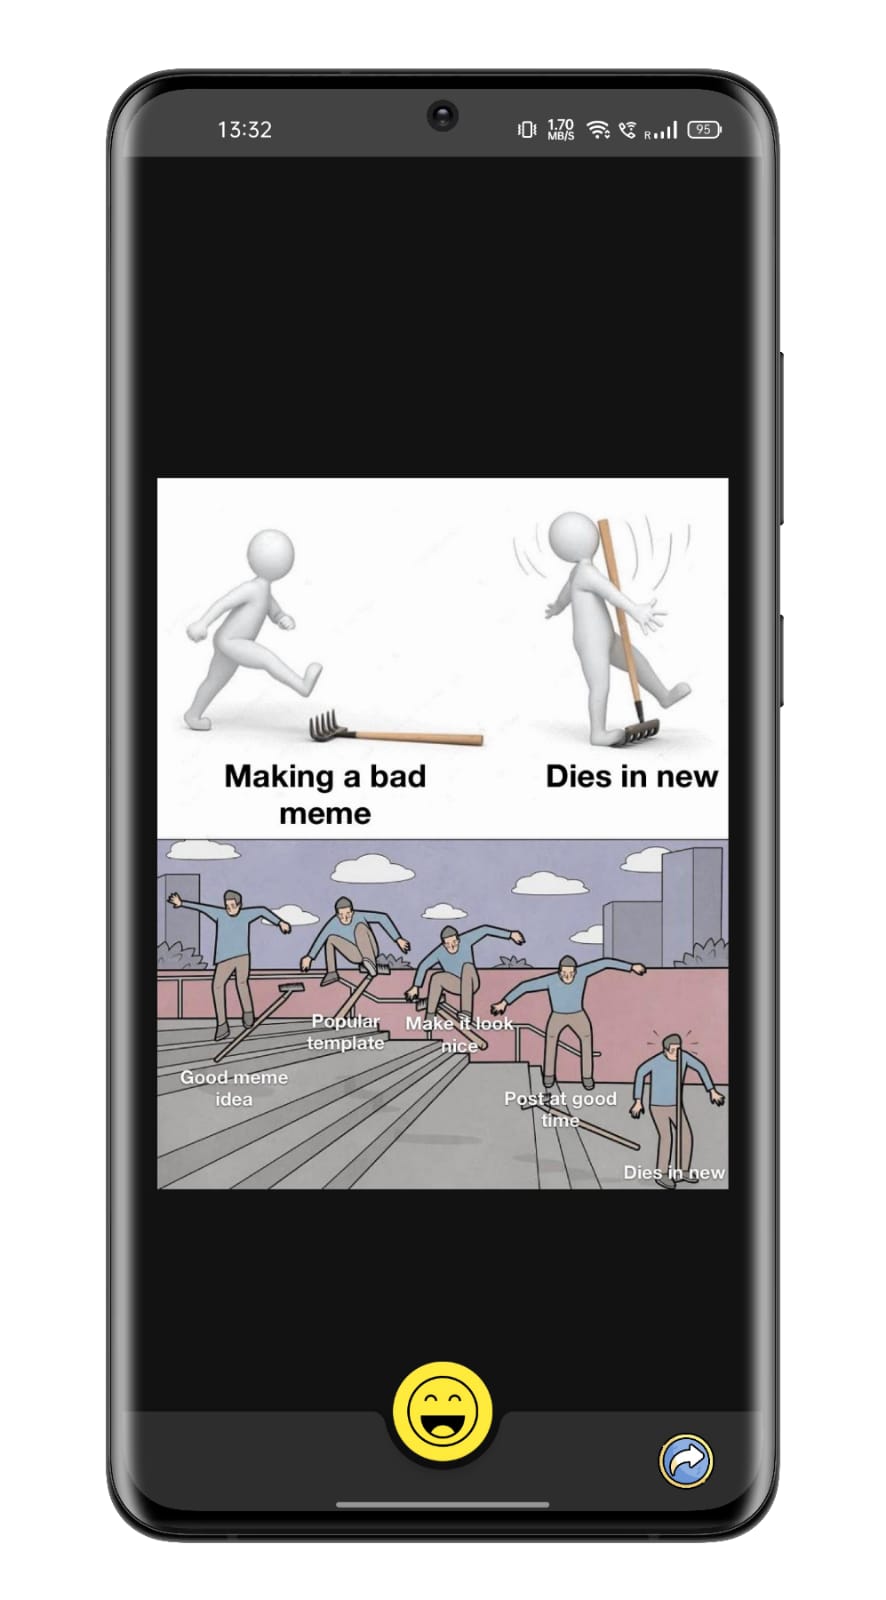 13:32
1.70
MB/S
R
95
Making a bad
meme
Dies in new
Popular
template
Make it look
nice
Good meme
idea
Post at good
time
Dies in new